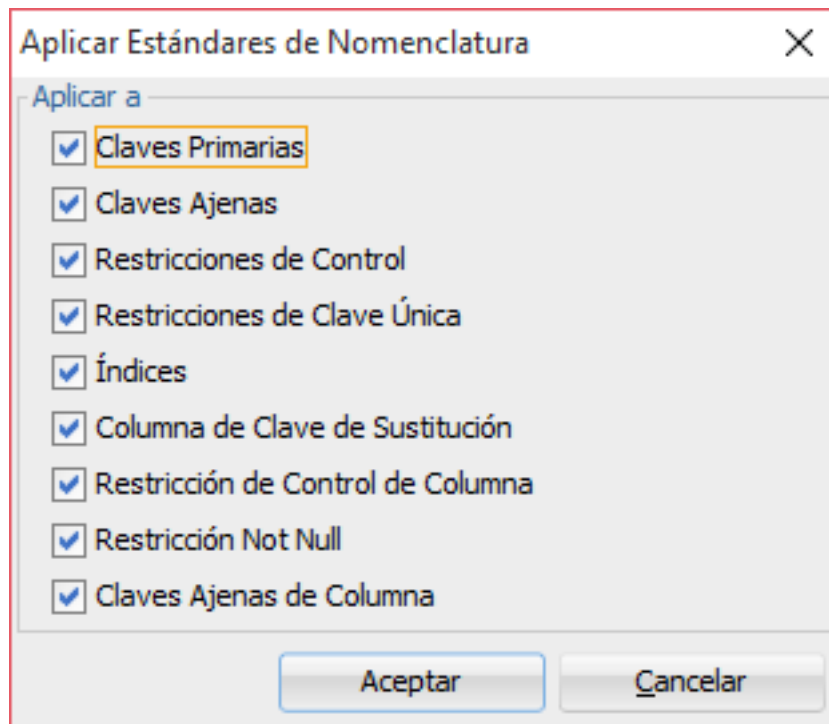 Aplicar Estándares de Nomenclatura
Aplicar a
Claves Primarias
Claves Ajenas
Restricciones de Control
Restricciones de Clave Única
Índices
Columna de Clave de Sustitución
Restricción de Control de Columna
Restricción Not Null
Claves Ajenas de Columna
Aceptar Cancelar